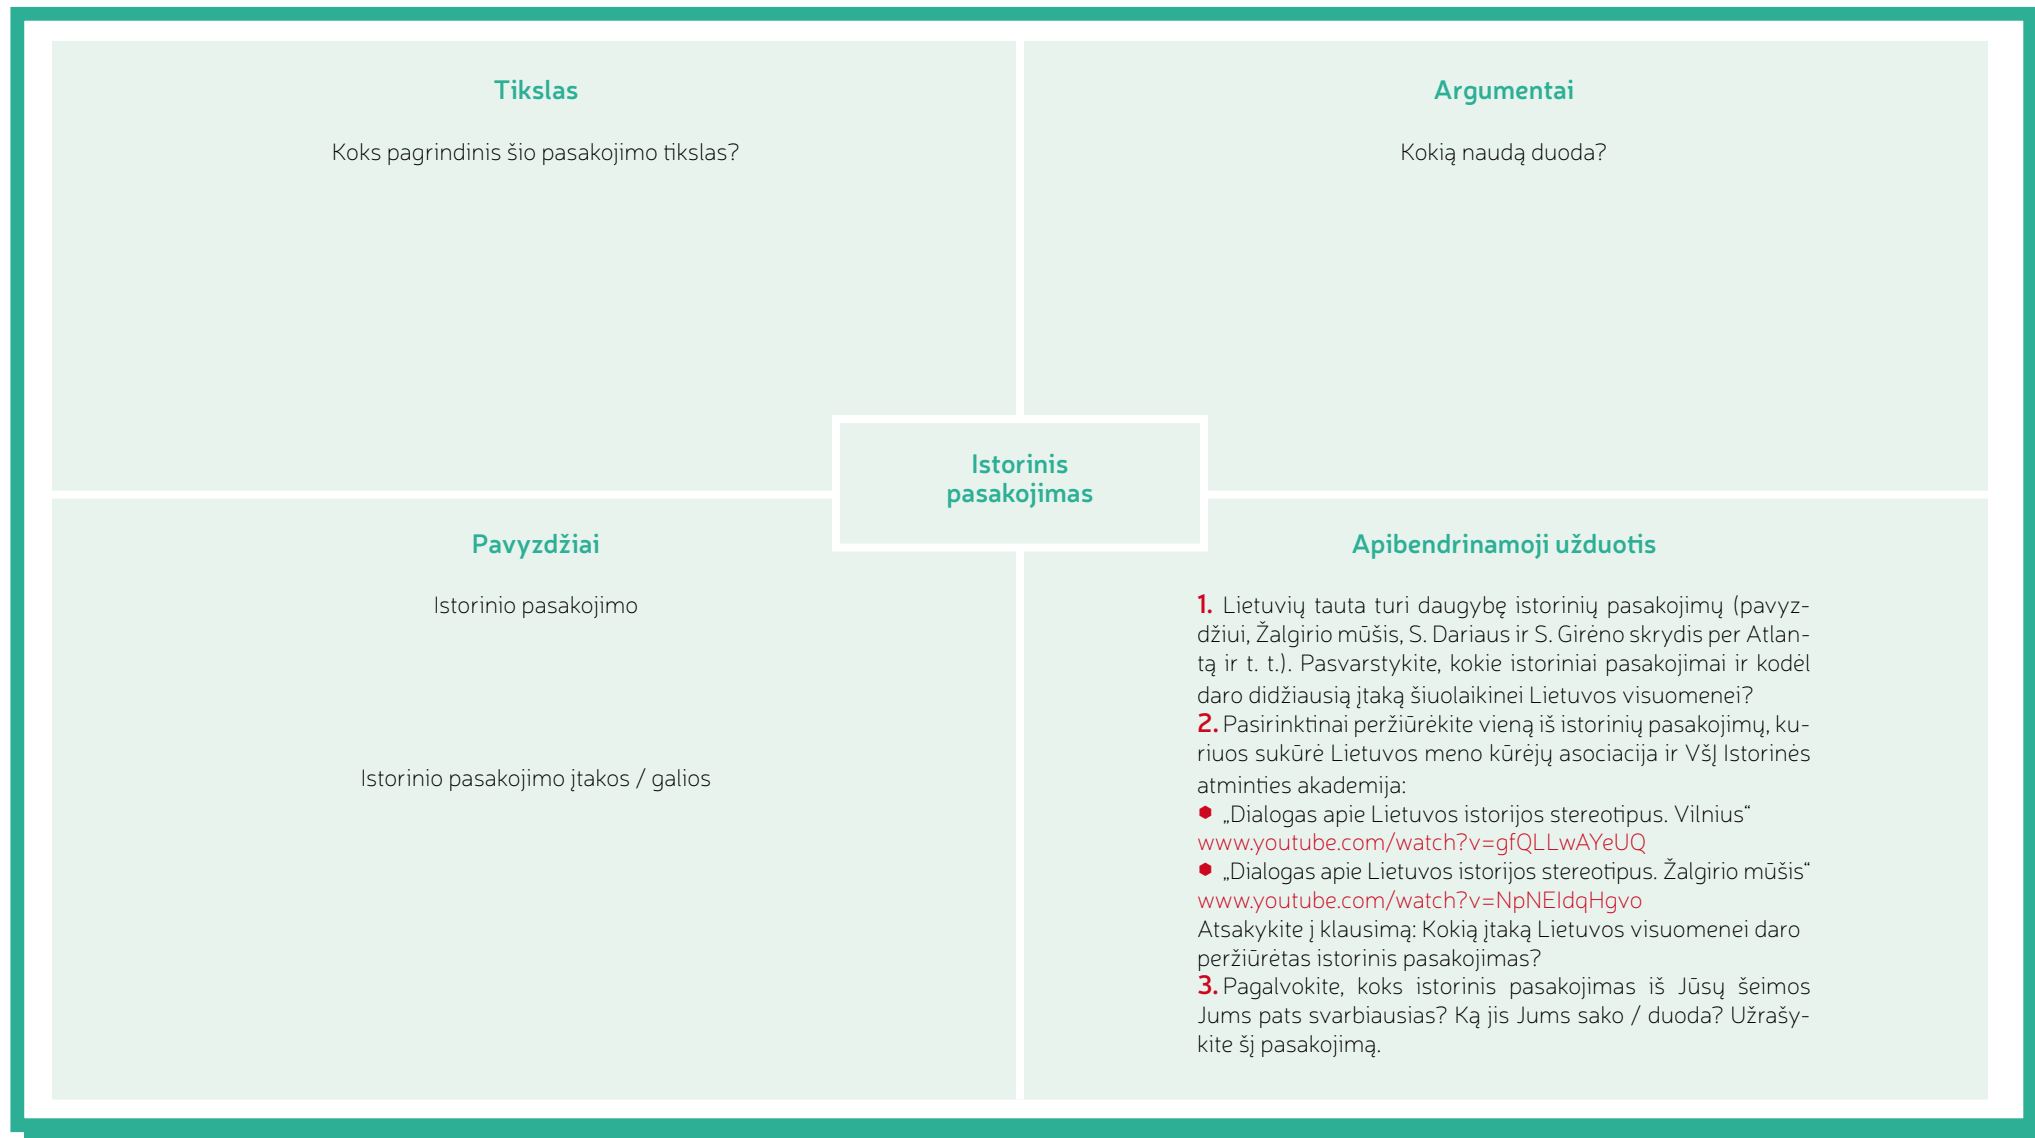 Tikslas
Koks pagrindinis šio pasakojimo tikslas?
Argumentai
Kokią naudą duoda?
Istorinis
pasakojimas
Pavyzdžiai
Istorinio pasakojimo
Istorinio pasakojimo įtakos / galios
Apibendrinamoji užduotis
1. Lietuvių tauta turi daugybę istorinių pasakojimų (pavyz-
džiui, Žalgirio mūšis, S. Dariaus ir S. Girėno skrydis per Atlan-
tą ir t. t.). Pasvarstykite, kokie istoriniai pasakojimai ir kodėl
daro didžiausią įtaką šiuolaikinei Lietuvos visuomenei?
2. Pasirinktinai peržiūrėkite vieną iš istorinių pasakojimų, ku-
riuos sukūrė Lietuvos meno kūrėjų asociacija ir VšĮ Istorinės
atminties akademija:
• „Dialogas apie Lietuvos istorijos stereotipus. Vilnius“
www.youtube.com/watch?v=gfQLLwAYeUQ
• „Dialogas apie Lietuvos istorijos stereotipus. Žalgirio mūšis“
www.youtube.com/watch?v=NpNEIdqHgvo
Atsakykite į klausimą: Kokią įtaką Lietuvos visuomenei daro
peržiūrėtas istorinis pasakojimas?
3. Pagalvokite, koks istorinis pasakojimas iš Jūsų šeimos
Jums pats svarbiausias? Ką jis Jums sako / duoda? Užrašy-
kite šį pasakojimą.